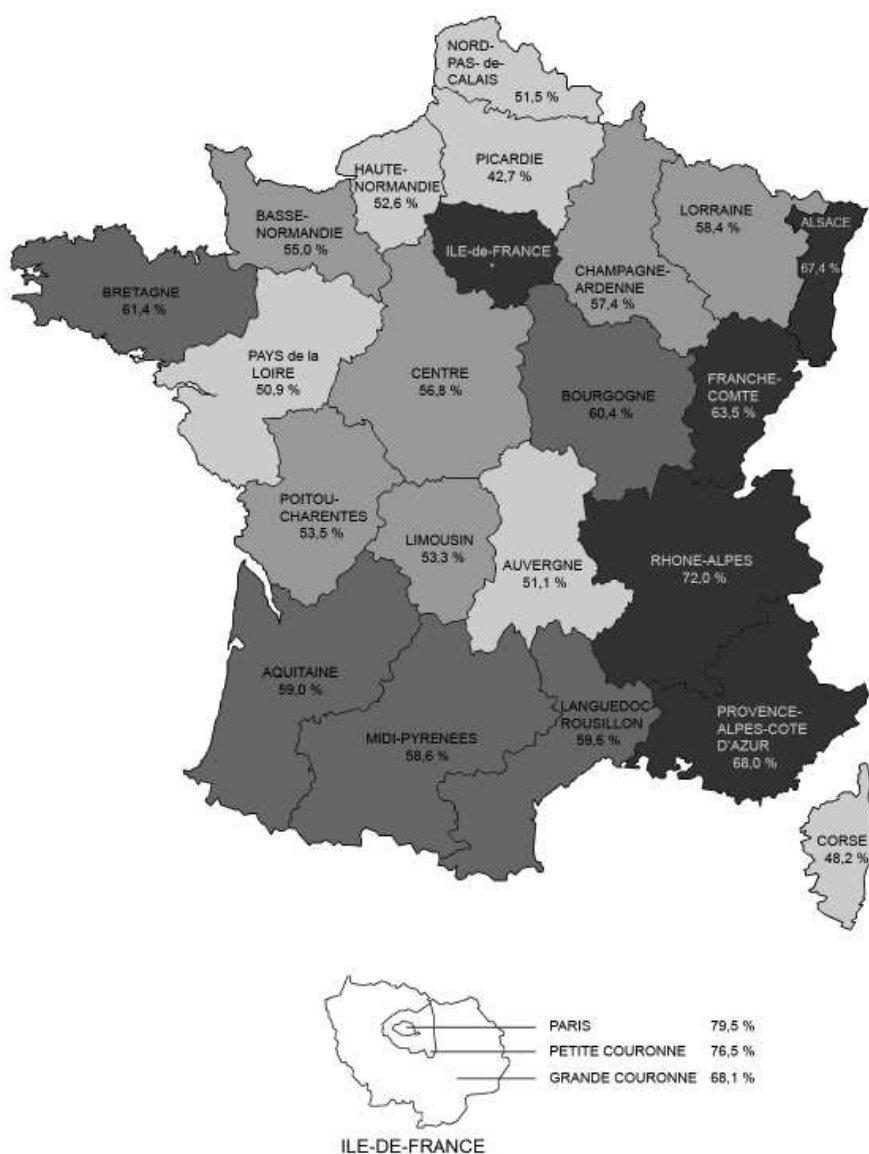 NORD-
PAS- de-
CALAIS
51,5 %
PICARDIE
42,7 %
HAUTE-
NORMANDIE
52,6 %
BASSE-
NORMANDIE
55,0 %
ILE-de-FRANCE
*
LORRAINE
58,4 %
ALSACE
67,4 %
CHAMPAGNE-
ARDENNE
57,4 %
BRETAGNE
61,4 %
PAYS de la
LOIRE
50,9 %
CENTRE
56,8 %
BOURGOGNE
60,4 %
FRANCHE-
COMTE
63,5 %
POITOU-
CHARENTES
53,5 %
LIMOUSIN
53,3 %
AUVERGNE
51,1 %
RHONE-ALPES
72,0 %
AQUITAINE
59,0 %
MIDI-PYRENEES
58,6 %
LANGUEDOC
ROUSILLON
59,6 %
PROVENCE-
ALPES-COTE
D'AZUR
68,0 %
CORSE
48,2 %
PARIS 79,5 %
PETITE COURONNE 76,5 %
GRANDE COURONNE 68,1 %
ILE-DE-FRANCE